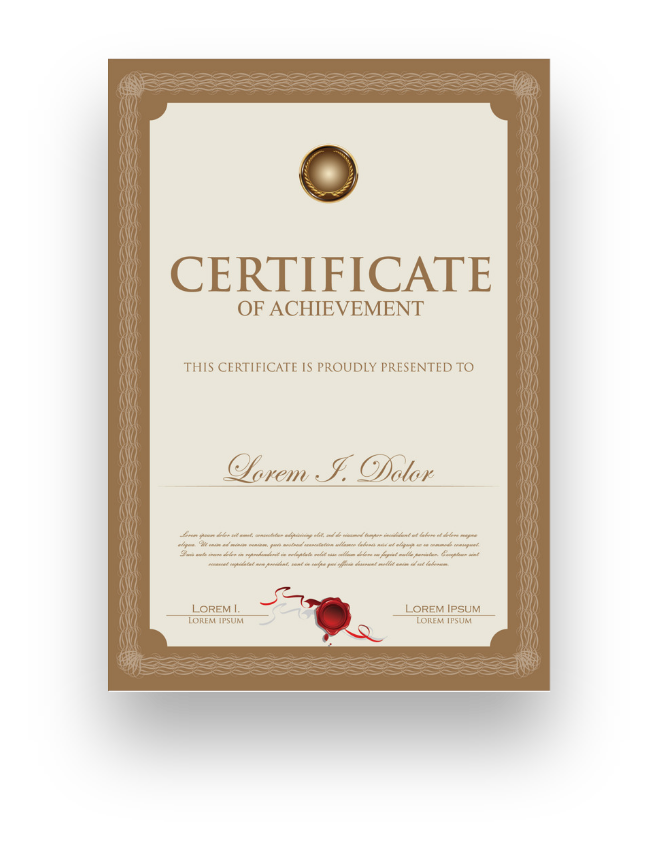 CERTIFICATE
OF ACHIEVEMENT
THIS CERTIFICATE IS PROUDLY PRESENTED TO
Lorem I. Dolor
Lorem ipsum dolor sit amet, consectetur adipisicing elit, sed do eiusmod tempor incididunt ut labore et dolore magna
aliqua. Ut enim ad minim veniam, quis nostrud exercitation ullamco laboris nisi ut aliquip ex ea commodo consequat.
Duis aute irure dolor in reprehenderit in voluptate velit esse cillum dolore eu fugiat nulla pariatur. Excepteur sint
occaecat cupidatat non proident, sunt in culpa qui officia deserunt mollit anim id est laborum.
LOREM I. LOREM IPSUM
LOREM IPSUM LOREM IPSUM